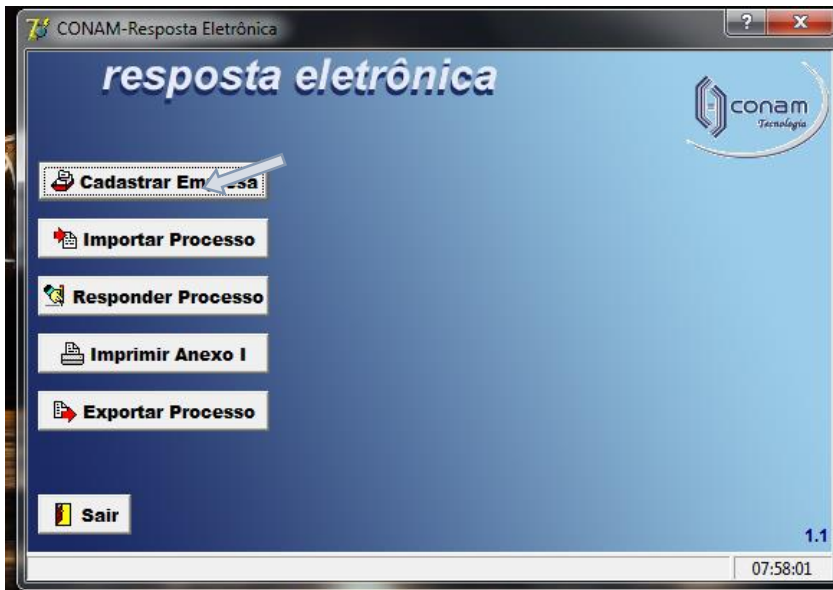 CONAM-Resposta Eletrônica
resposta eletrônica
conam
Tecnologia
Cadastrar
Importar Processo
Responder Processo
Imprimir Anexo I
Exportar Processo
Sair
1.1
07:58:01